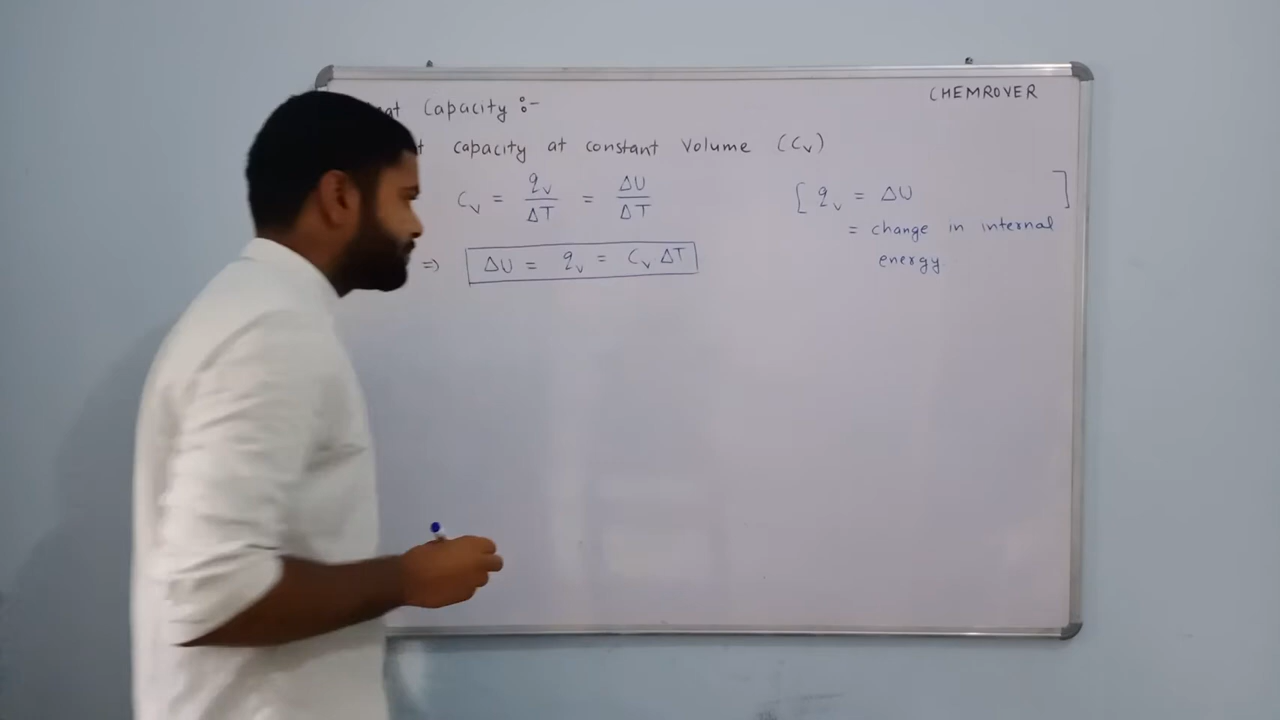 CHEMROVER
Capacity :-
capacity at constant Volume (Cv)
Cv = qv/ΔT = ΔU/ΔT
[ qv = ΔU ]
= change in internal
energy
=> ΔU = qv = Cv ΔT